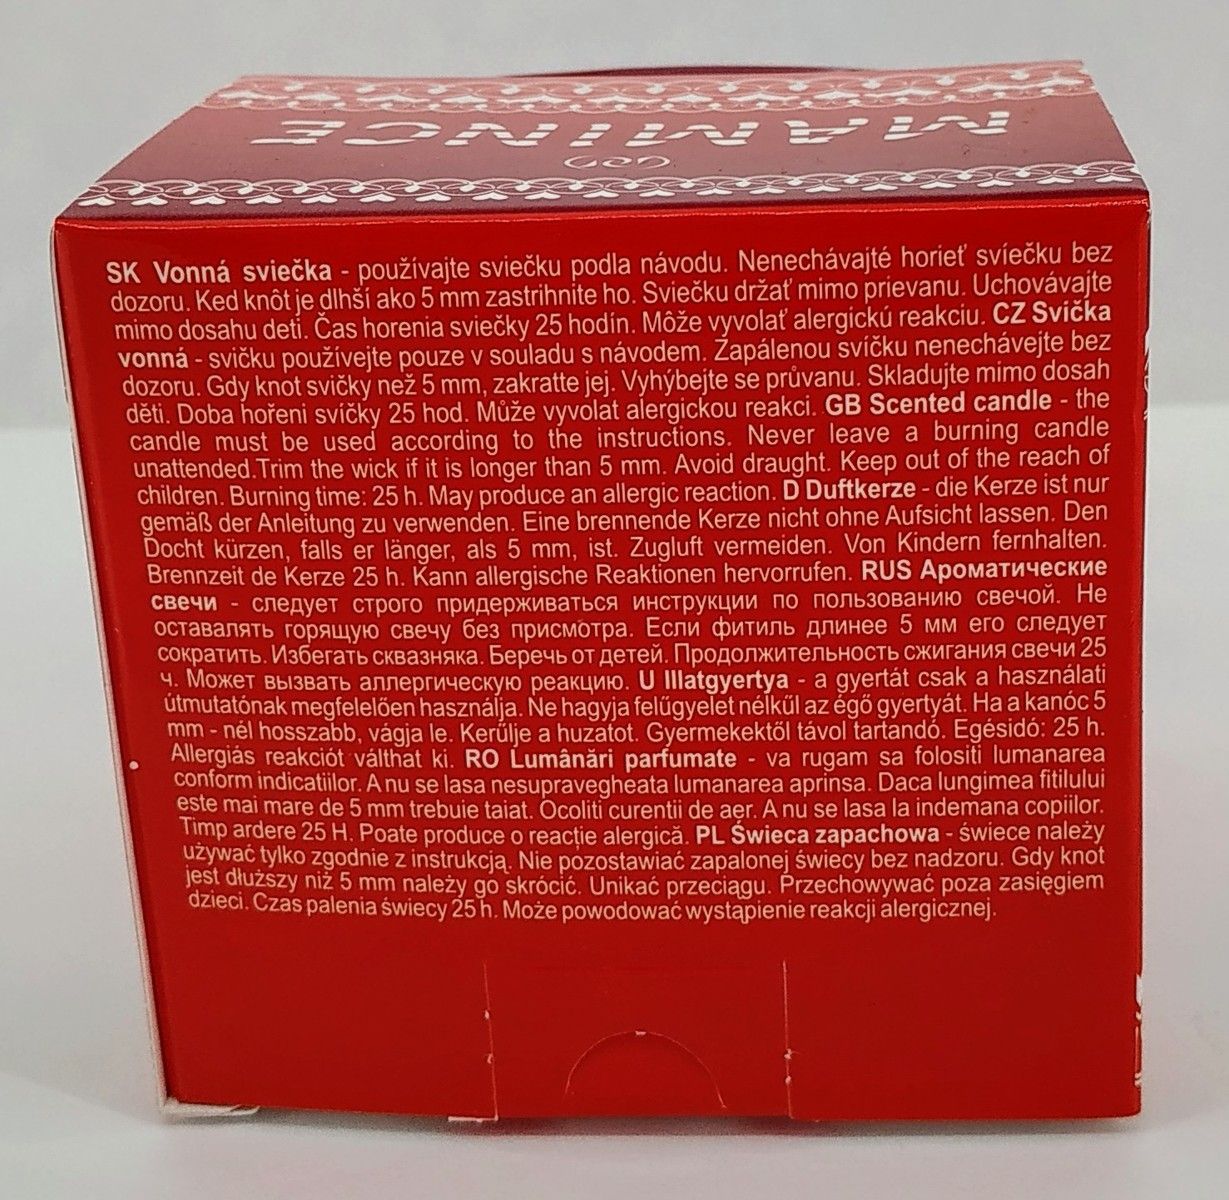 MAMINCE
SK Vonná sviečka - používajte sviečku podla návodu. Nenechávajté horieť svíečku bez
dozoru. Ked knôt je dlhší ako 5 mm zastrihnite ho. Sviečku držať mimo prievanu. Uchovávajte
mimo dosahu deti. Čas horenia sviečky 25 hodín. Môže vyvolať alergickú reakciu. CZ Svíčka
vonná - svičku používejte pouze v souladu s návodem. Zapálenou svíčku nenechávejte bez
dozoru. Gdy knot svičky než 5 mm, zakratte jej. Vyhýbejte se průvanu. Skladujte mimo dosah
děti. Doba hořeni svíčky 25 hod. Může vyvolat alergickou reakci. GB Scented candle - the
candle must be used according to the instructions. Never leave a burning candle
unattended.Trim the wick if it is longer than 5 mm. Avoid draught. Keep out of the reach of
children. Burning time: 25 h. May produce an allergic reaction. D Duftkerze - die Kerze ist nur
gemäß der Anleitung zu verwenden. Eine brennende Kerze nicht ohne Aufsicht lassen. Den
Docht kürzen, falls er länger, als 5 mm, ist. Zugluft vermeiden. Von Kindern fernhalten.
Brennzeit de Kerze 25 h. Kann allergische Reaktionen hervorrufen. RUS Ароматические
свечи - следует строго придерживаться инструкции по пользованию свечой. Не
оставалять горящую свечу без присмотра. Если фитиль длинее 5 мм его следует
сократить. Избегать сквазняка. Беречь от детей. Продолжительность сжигания свечи 25
ч. Может вызвать аллергическую реакцию. U Illatgyertya - a gyertát csak a használati
útmutatónak megfelelően használja. Ne hagyja felügyelet nélkül az égő gyertyát. Ha a kanóc 5
mm - nél hosszabb, vágja le. Kerülje a huzatot. Gyermekektől távol tartandó. Egésidó: 25 h.
Allergiás reakciót válthat ki. RO Lumânări parfumate - va rugam sa folositi lumanarea
conform indicatiilor. A nu se lasa nesupravegheata lumanarea aprinsa. Daca lungimea fitilului
este mai mare de 5 mm trebuie taiat. Ocoliti curentii de aer. A nu se lasa la indemana copiilor.
Timp ardere 25 H. Poate produce o reacție alergică. PL Świeca zapachowa - świece należy
używać tylko zgodnie z instrukcją. Nie pozostawiać zapalonej świecy bez nadzoru. Gdy knot
jest dłuższy niż 5 mm należy go skrócić. Unikać przeciągu. Przechowywać poza zasięgiem
dzieci. Czas palenia świecy 25 h. Może powodować wystąpienie reakcji alergicznej.